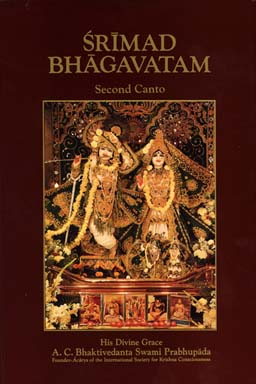 ŚRĪMAD
BHĀGAVATAM
Second Canto
His Divine Grace
A. C. Bhaktivedanta Swami Prabhupāda
Founder-Ācārya of the International Society for Krishna Consciousness